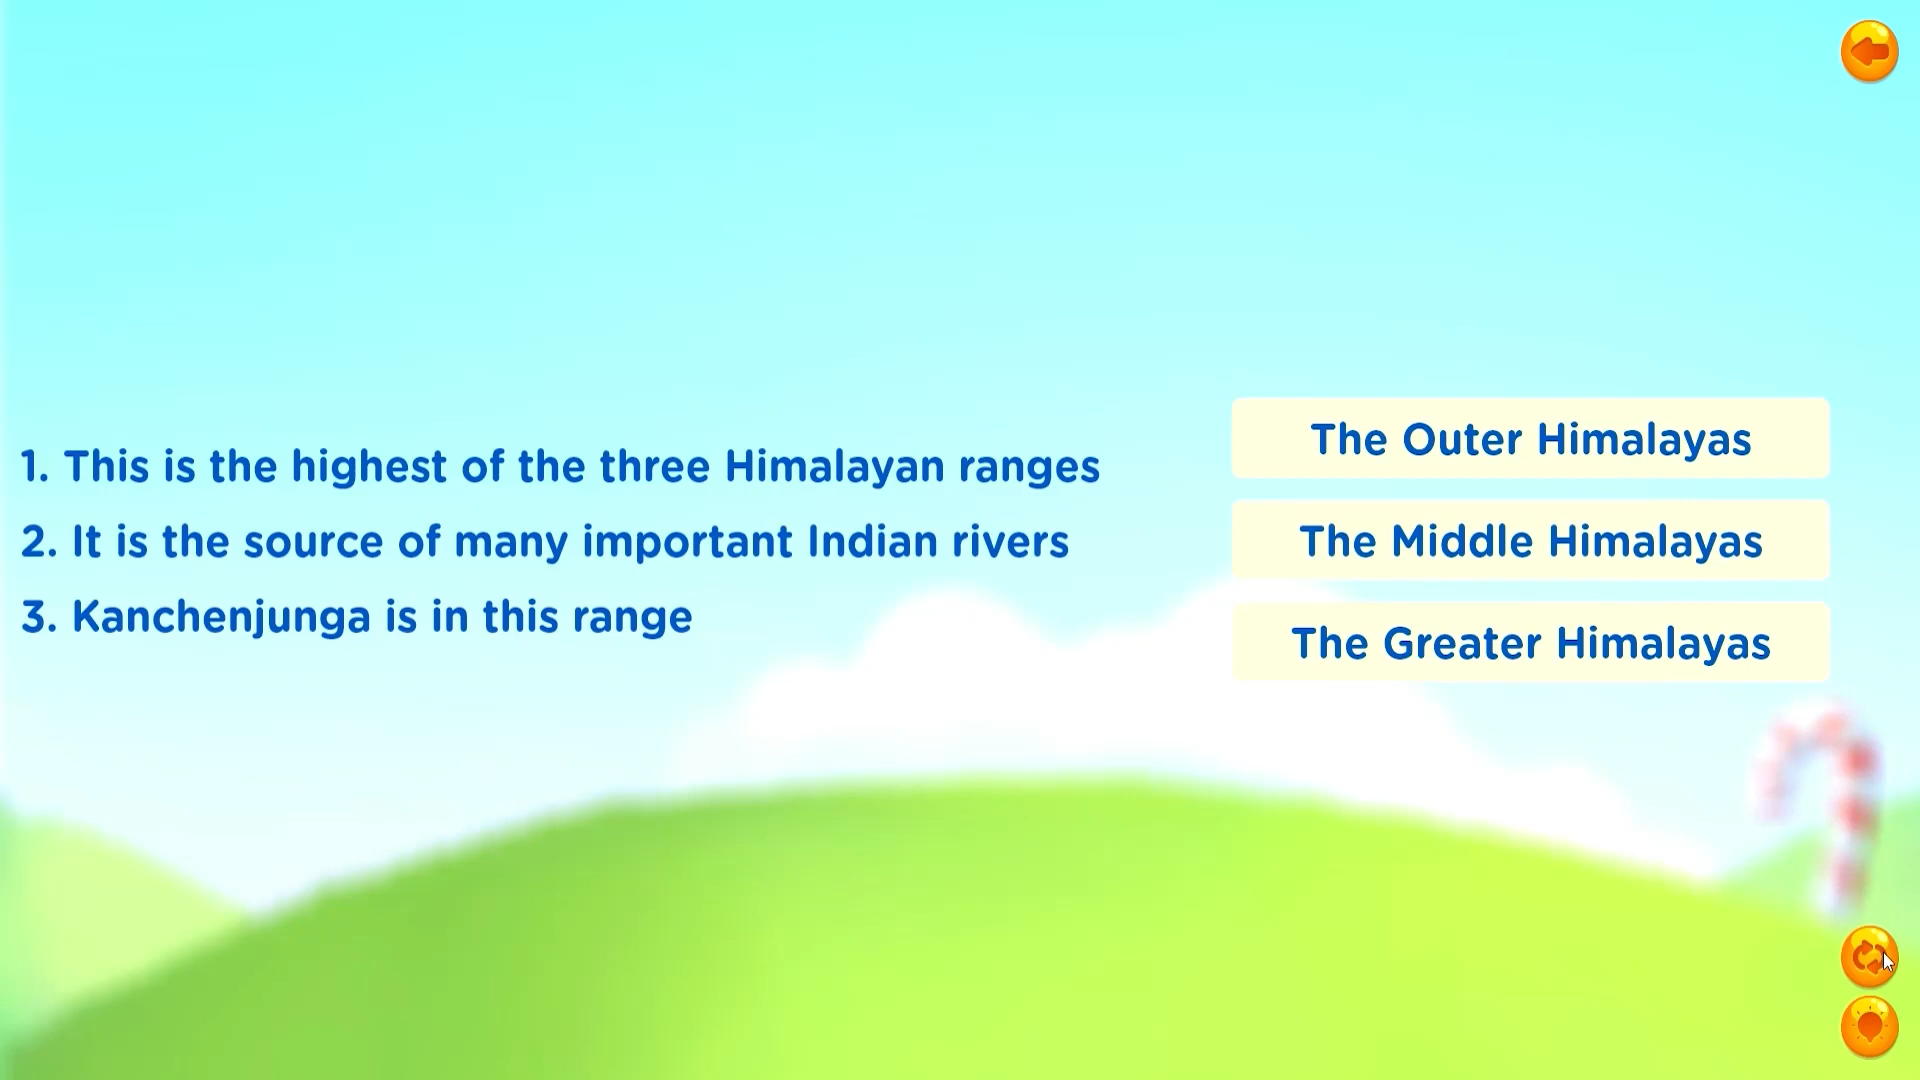 1. This is the highest of the three Himalayan ranges
2. It is the source of many important Indian rivers
3. Kanchenjunga is in this range
The Outer Himalayas
The Middle Himalayas
The Greater Himalayas